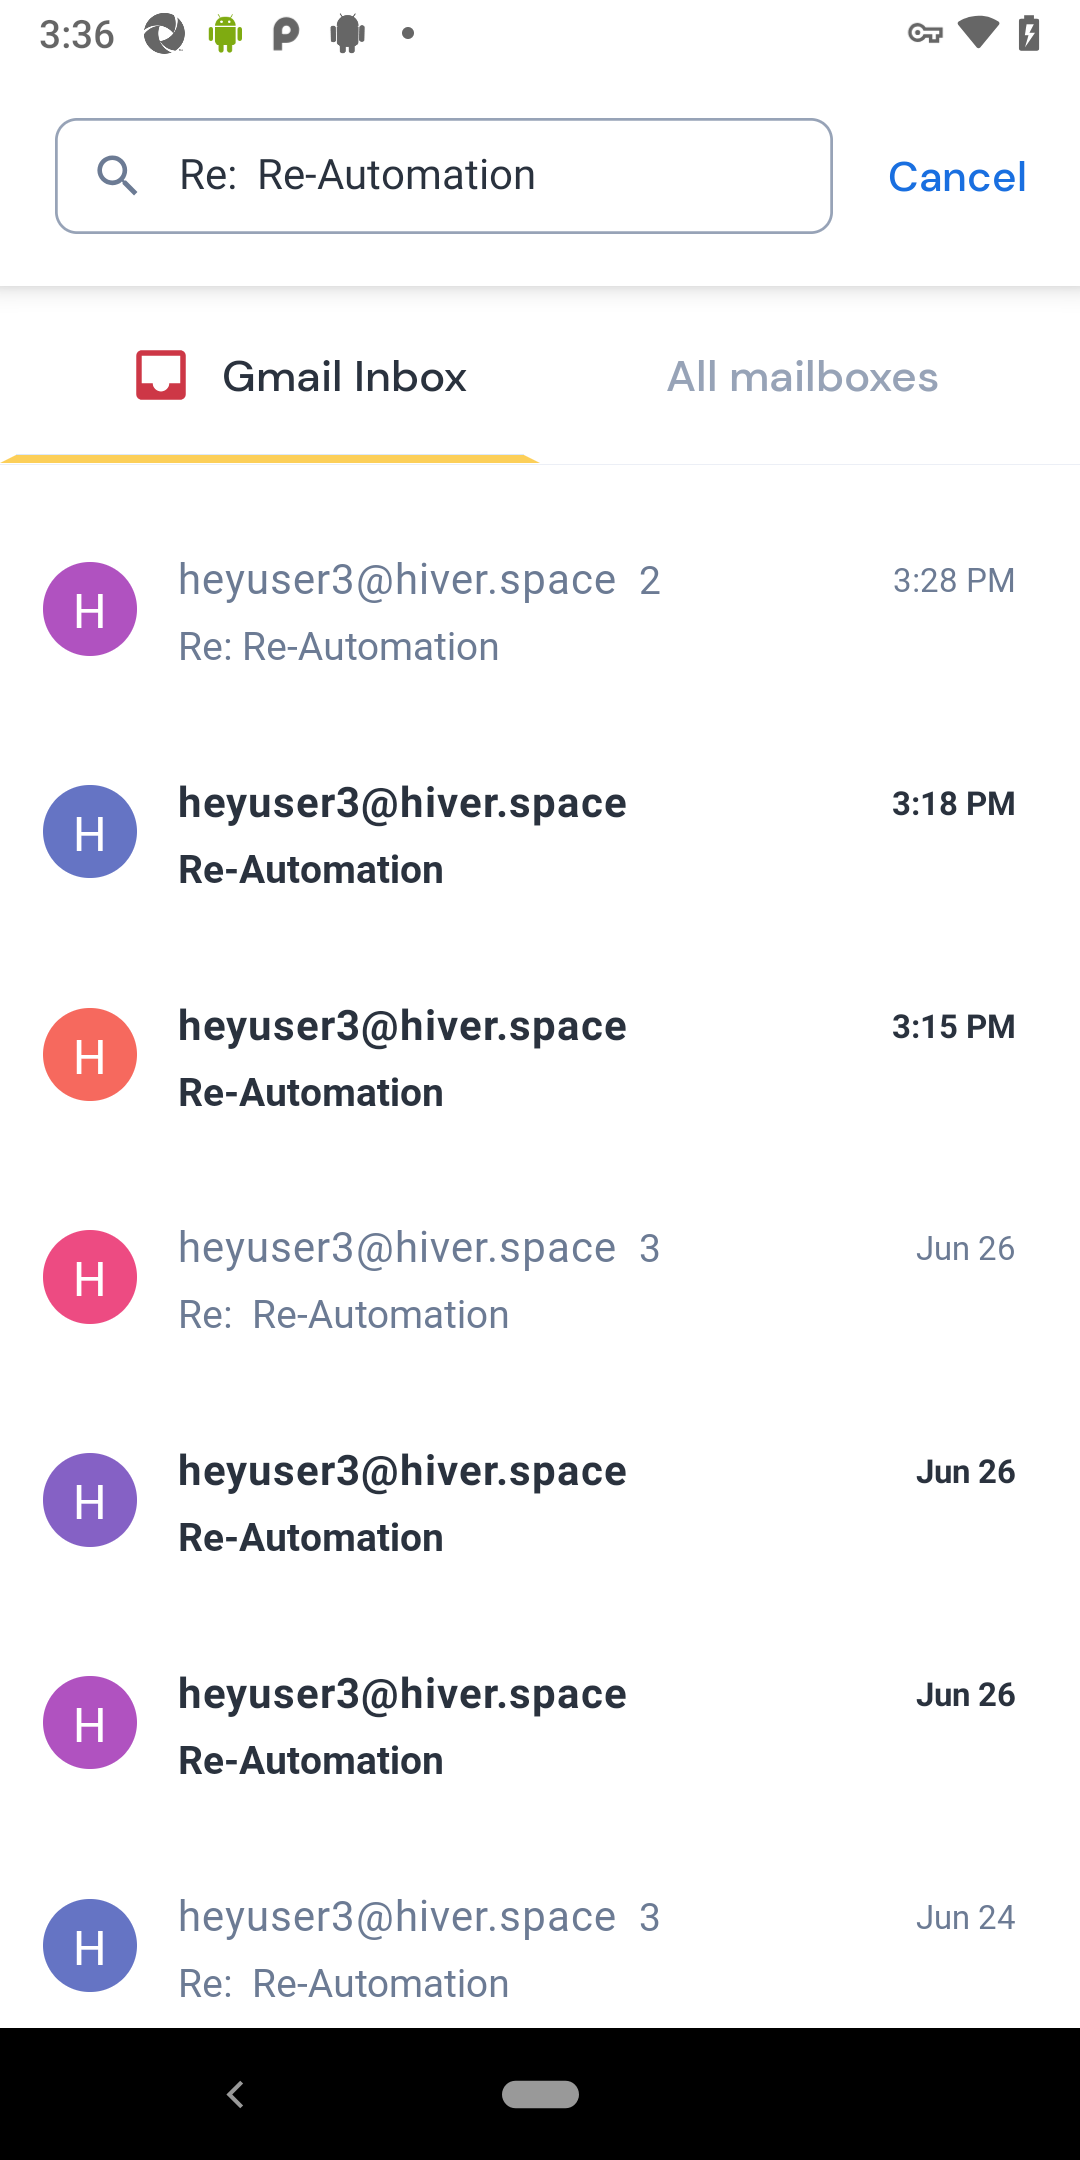 3:36
Re:  Re-Automation
Cancel
Gmail Inbox
All mailboxes
H
heyuser3@hiver.space 2
3:28 PM
Re: Re-Automation
H
heyuser3@hiver.space
3:18 PM
Re-Automation
H
heyuser3@hiver.space
3:15 PM
Re-Automation
H
heyuser3@hiver.space 3
Jun 26
Re:  Re-Automation
H
heyuser3@hiver.space
Jun 26
Re-Automation
H
heyuser3@hiver.space
Jun 26
Re-Automation
H
heyuser3@hiver.space 3
Jun 24
Re:  Re-Automation